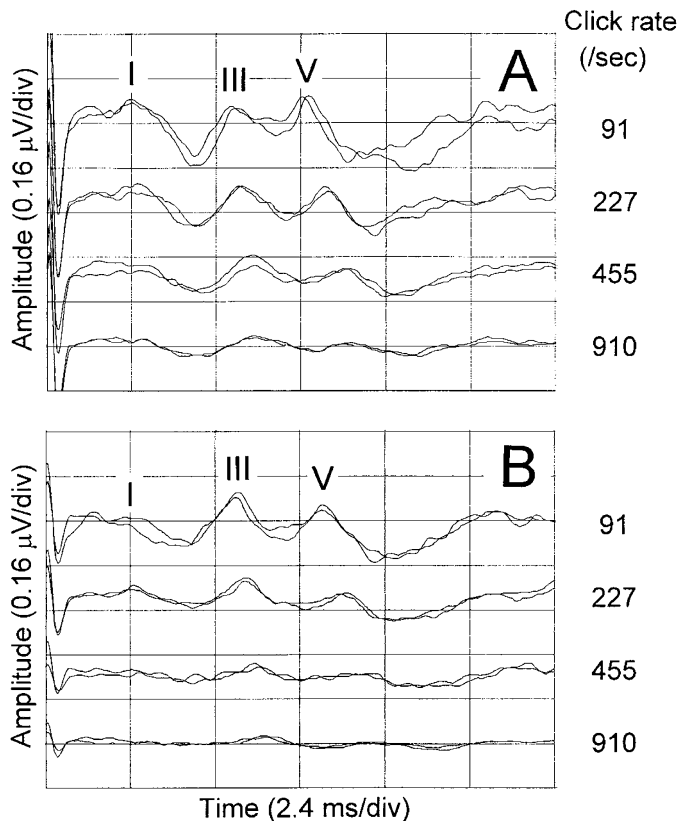 Click rate
(/sec)
A
I
III
V
91
227
455
910
Amplitude (0.16 μV/div)
B
I
III
V
91
227
455
910
Amplitude (0.16 μV/div)
Time (2.4 ms/div)